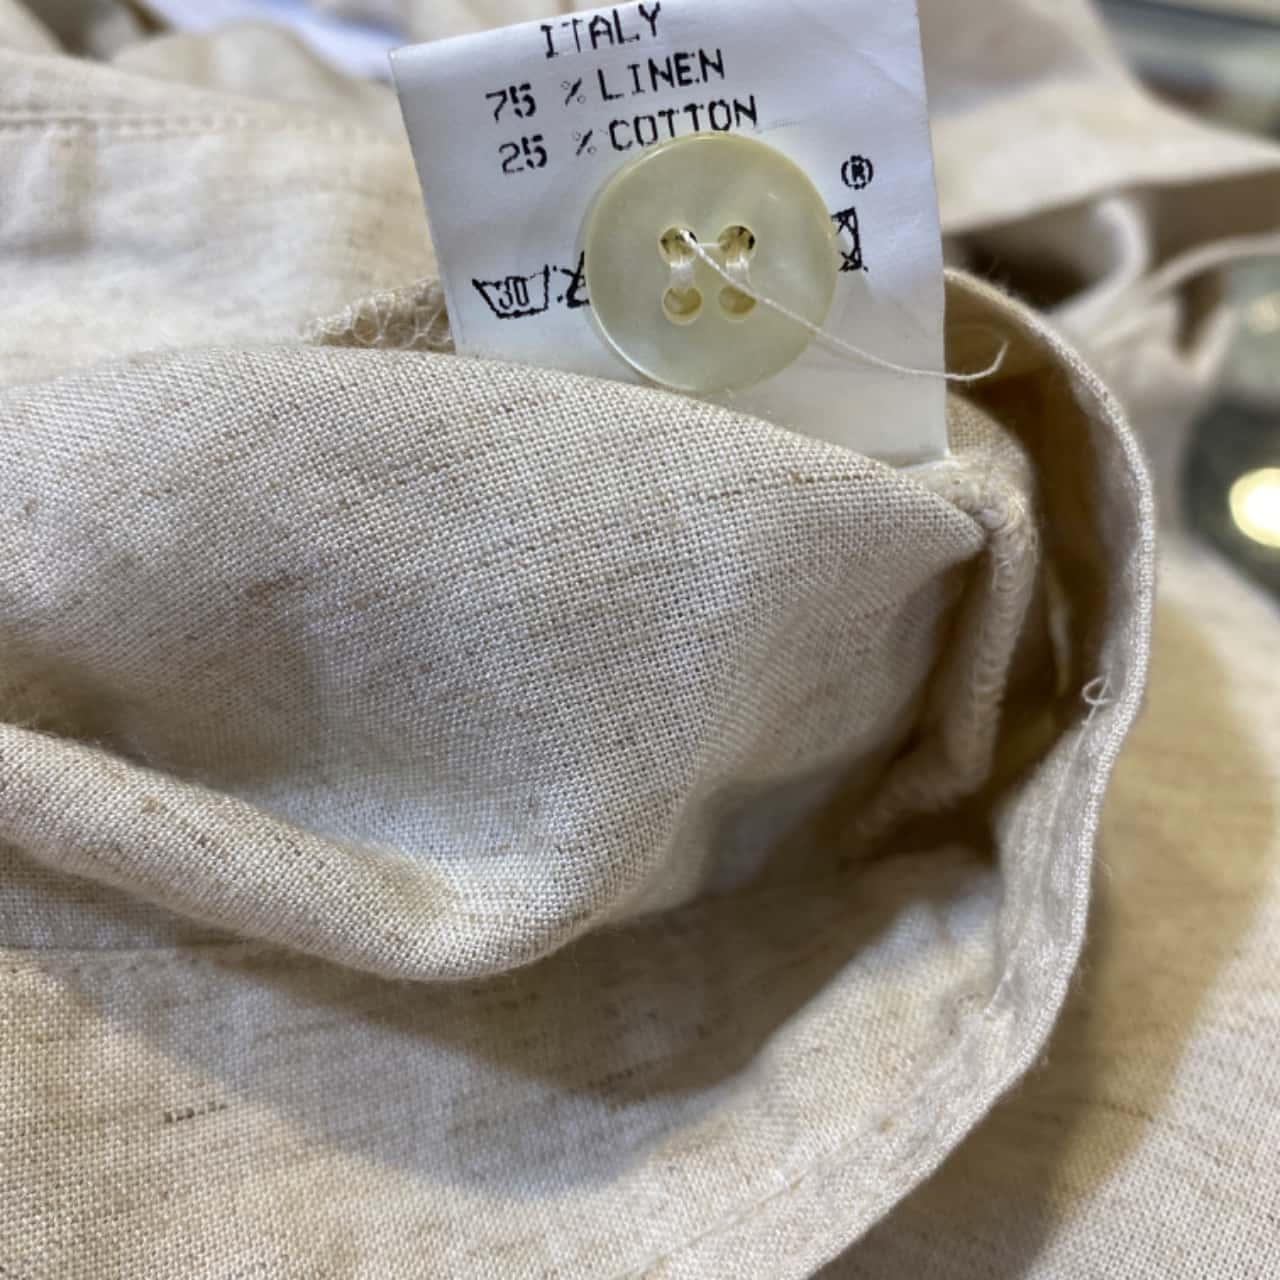 ITALY
75 % LINEN
25 % COTTON
®
30